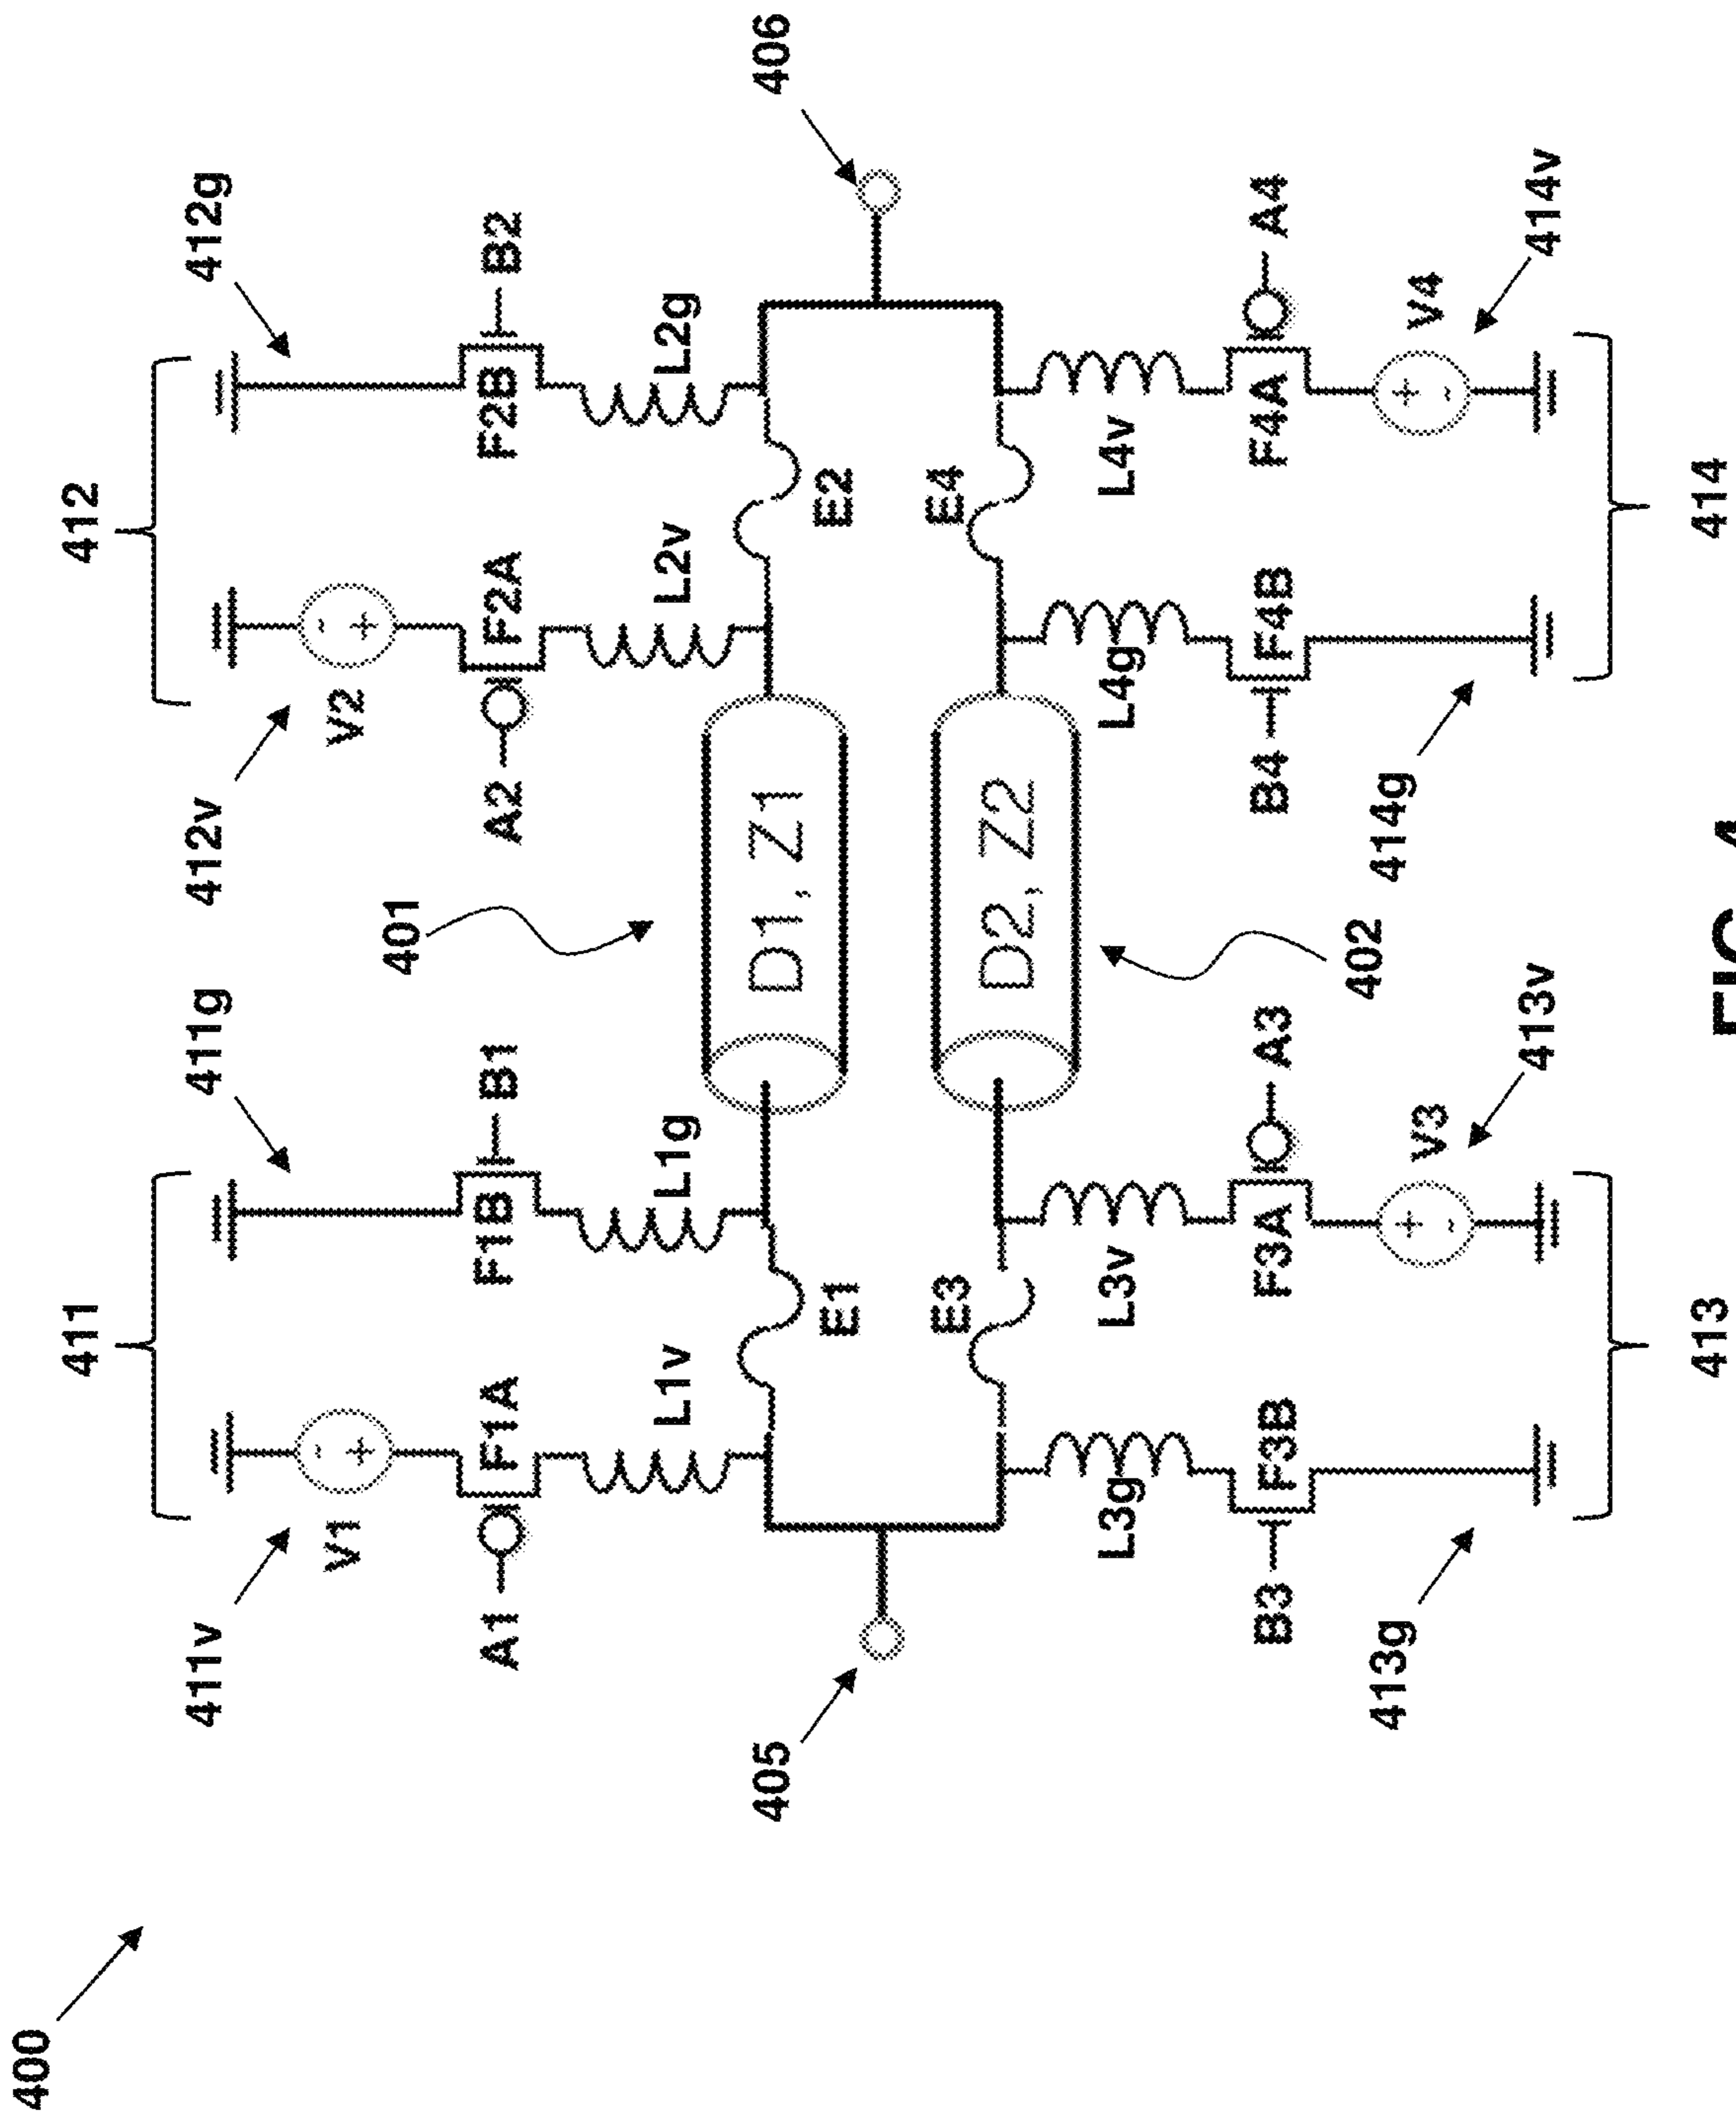 400
411
412
411v
411g
412v
412g
V1
V2
401
A1
F1A
F1B
B1
A2
F2A
F2B
B2
L1v
L1g
L2v
L2g
405
D1, Z1
406
E1
E2
E3
E4
D2, Z2
L3g
L3v
L4g
L4v
B3
F3B
F3A
A3
B4
F4B
F4A
A4
402
413g
414g
V3
V4
413v
414v
413
414